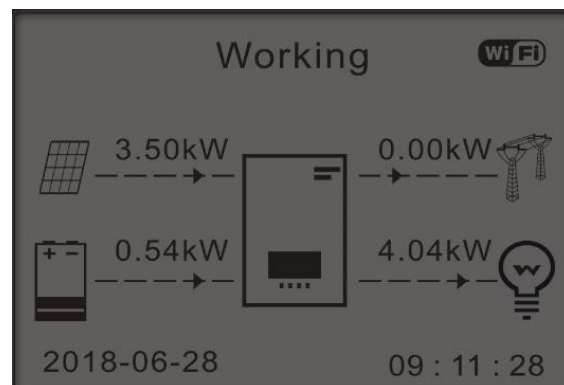 Working
WiFi
3.50kW
0.00kW
+ −
0.54kW
4.04kW
2018-06-28
09 : 11 : 28